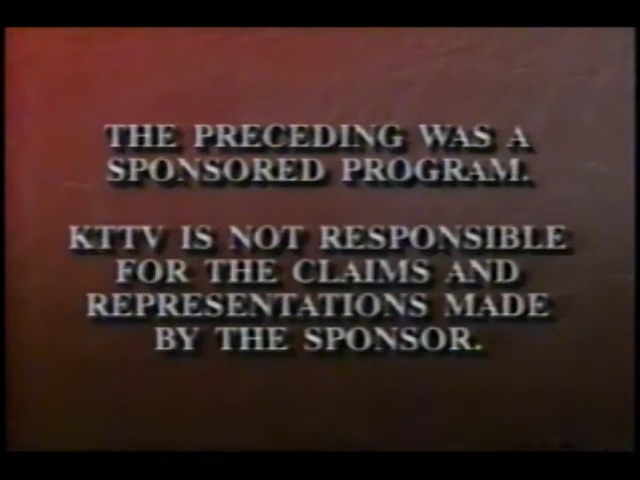 THE PRECEDING WAS A
SPONSORED PROGRAM.
KTTV IS NOT RESPONSIBLE
FOR THE CLAIMS AND
REPRESENTATIONS MADE
BY THE SPONSOR.